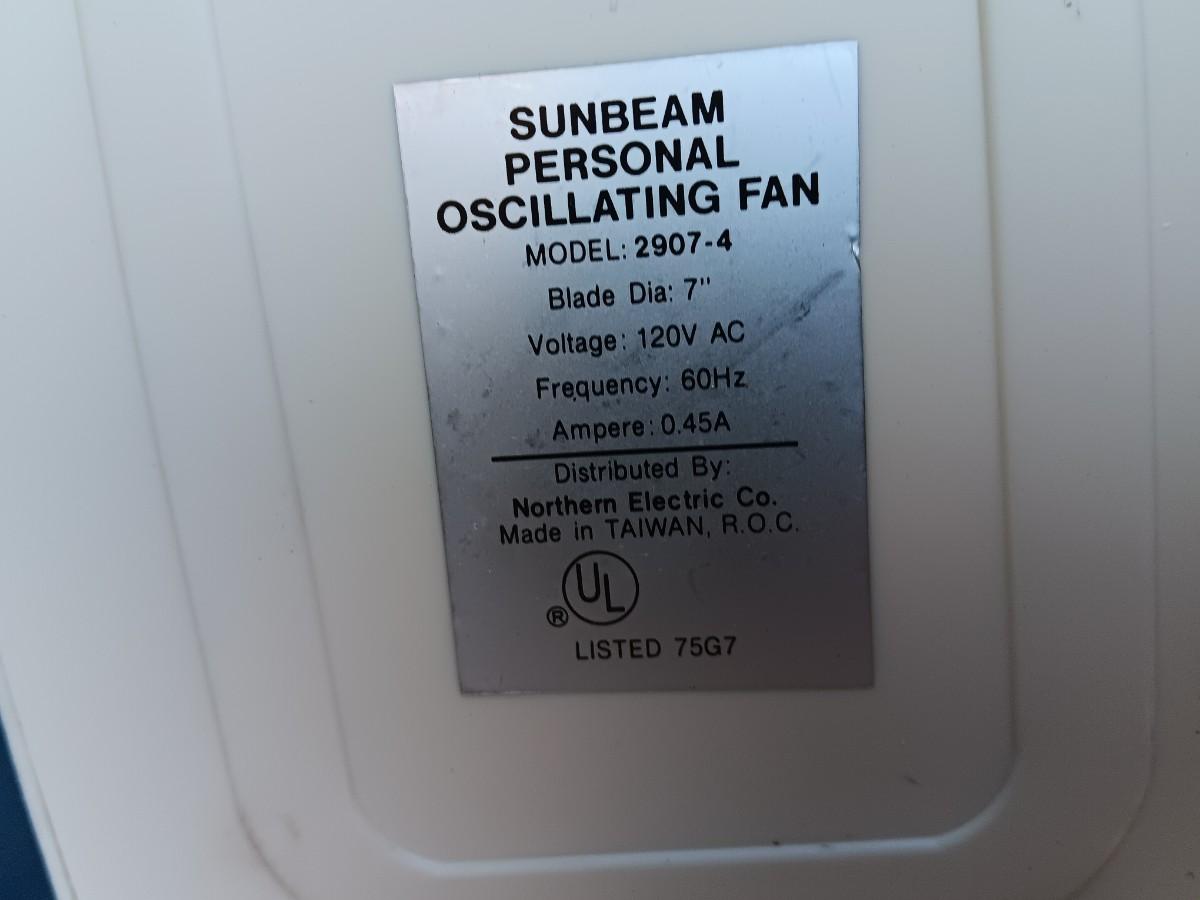 SUNBEAM
PERSONAL
OSCILLATING FAN
MODEL: 2907-4
Blade Dia: 7"
Voltage: 120V AC
Frequency: 60Hz
Ampere: 0.45A
Distributed By:
Northern Electric Co.
Made in TAIWAN, R.O.C.
UL
®
LISTED 75G7